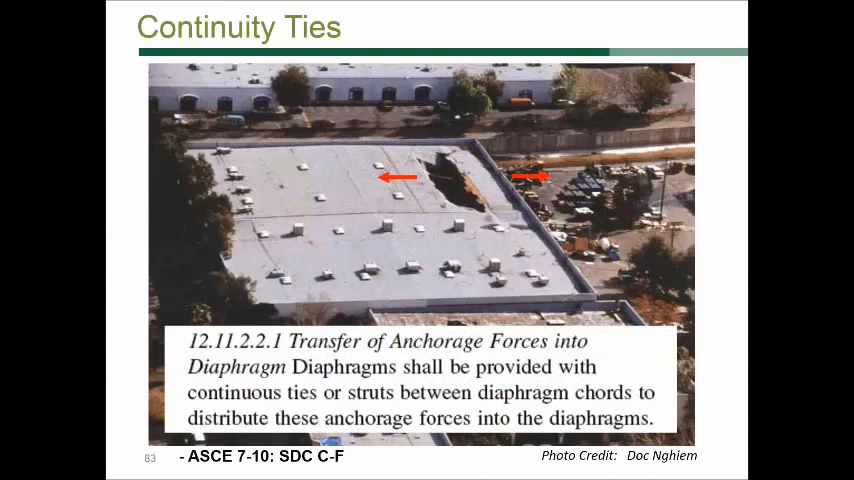 Continuity Ties
12.11.2.2.1 Transfer of Anchorage Forces into
Diaphragm Diaphragms shall be provided with
continuous ties or struts between diaphragm chords to
distribute these anchorage forces into the diaphragms.
83
- ASCE 7-10: SDC C-F
Photo Credit: Doc Nghiem